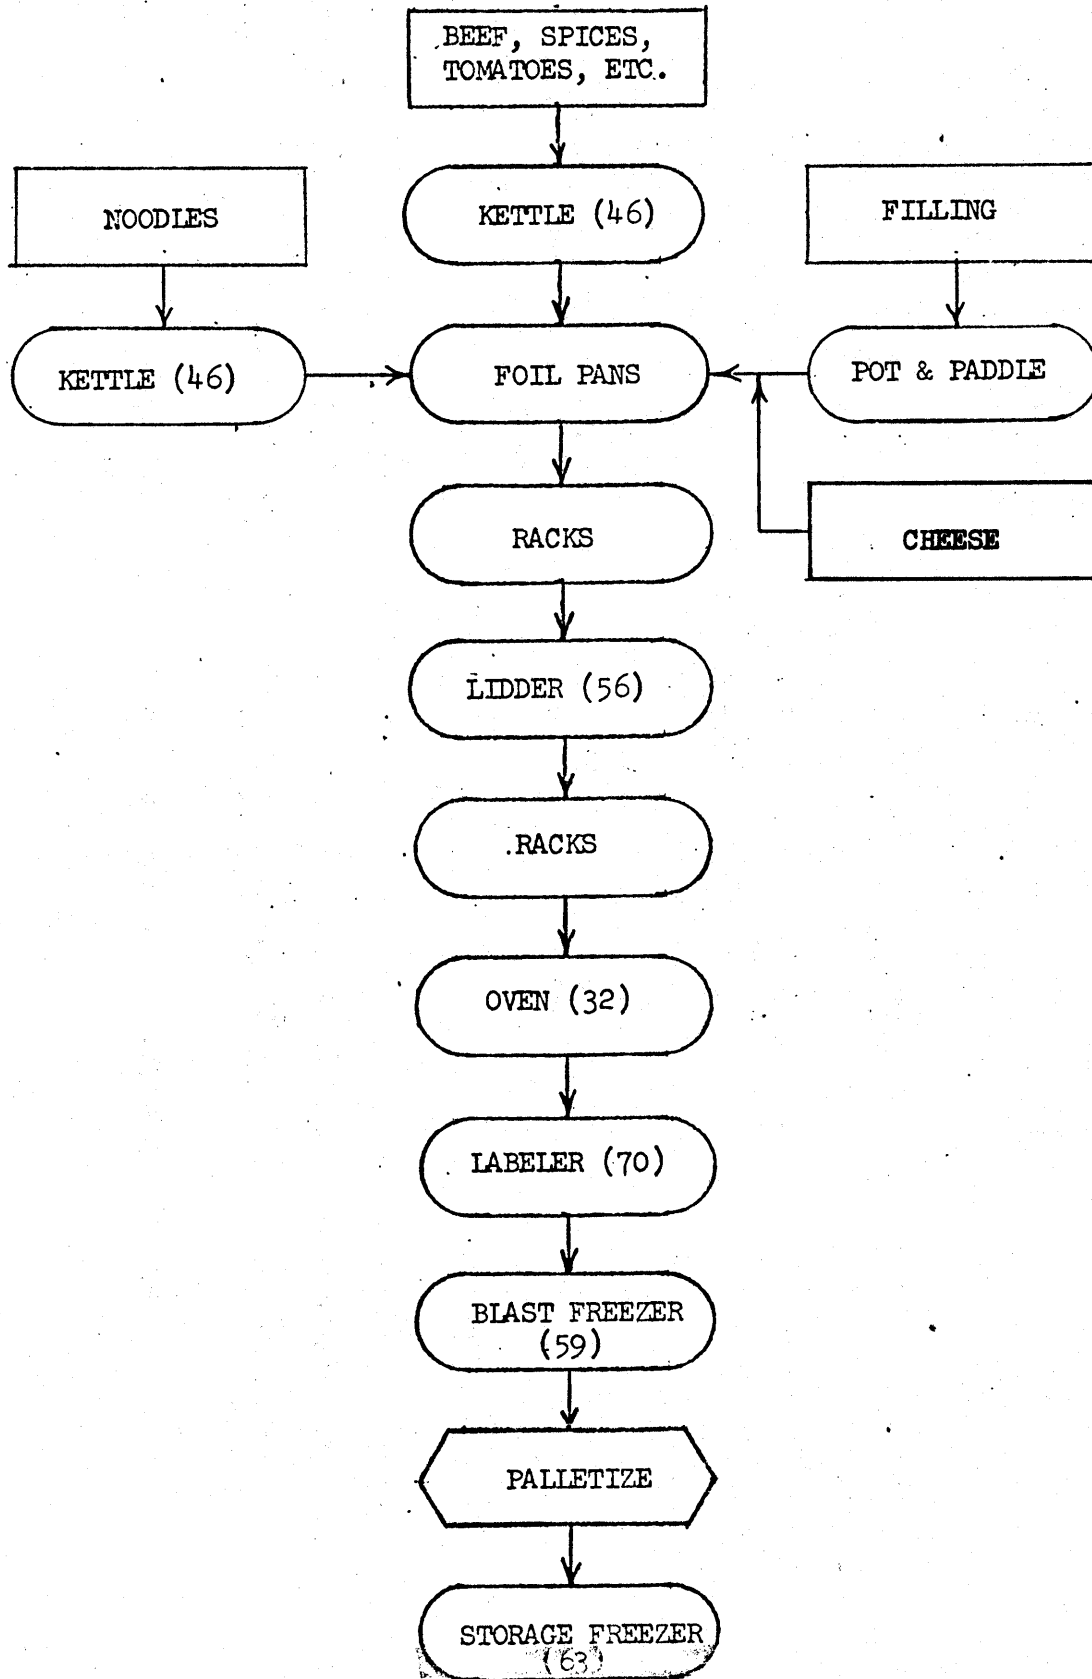 BEEF, SPICES,
TOMATOES, ETC.
NOODLES
KETTLE (46)
FILLING
KETTLE (46)
FOIL PANS
POT & PADDLE
RACKS
CHEESE
LIDDER (56)
RACKS
OVEN (32)
LABELER (70)
BLAST FREEZER
(59)
PALLETIZE
STORAGE FREEZER
(63)